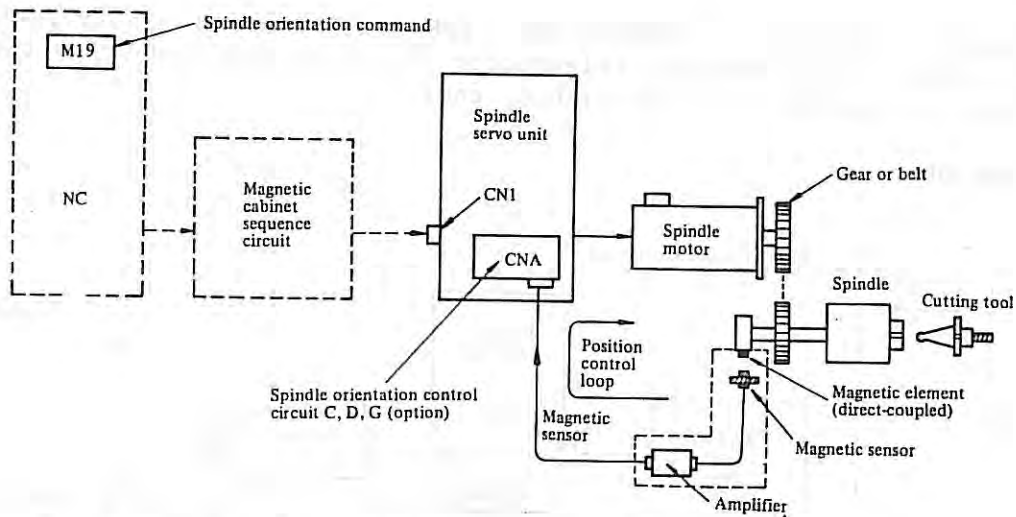 Spindle orientation command
M19
NC
Magnetic
cabinet
sequence
circuit
Spindle
servo unit
CN1
CNA
Spindle
motor
Gear or belt
Spindle
Cutting tool
Position
control
loop
Magnetic element
(direct-coupled)
Magnetic sensor
Spindle orientation control
circuit C, D, G (option)
Magnetic
sensor
Amplifier